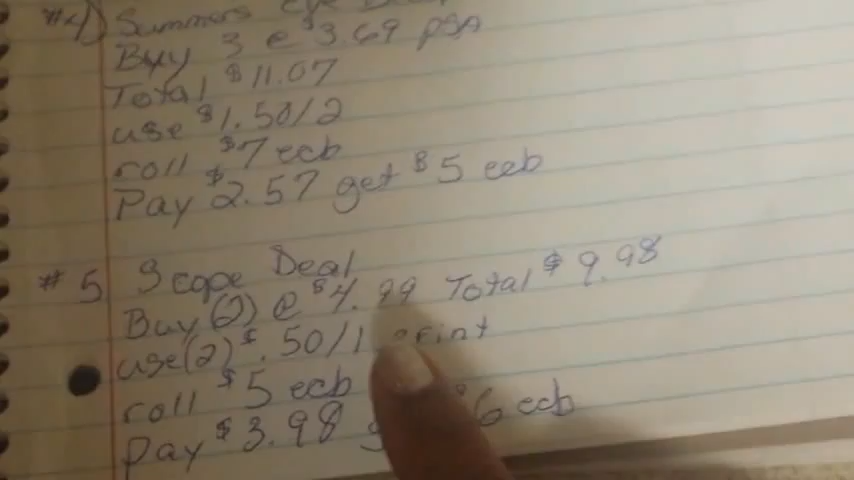 #4) Summers Eve Deal
Buy 3 @ $3.69 psa
Total $11.07
use $1.50/2
roll $7 ecb
Pay $2.57 get $5 ecb
#5 Scope Deal
Buy (2) @ $4.99 Total $9.98
use (2) $.50/1 print
roll $5 ecb
Pay $3.98 $6 ecb